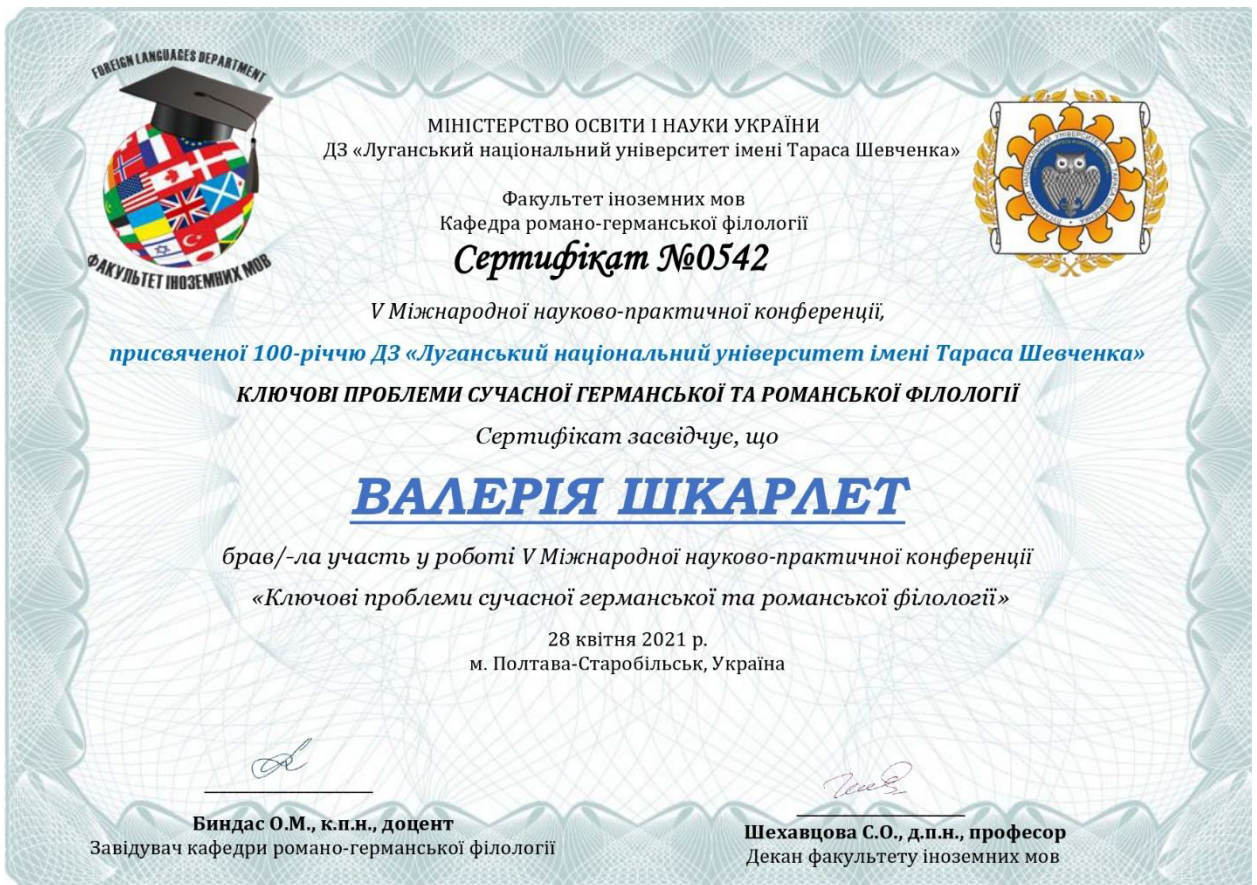 FOREIGN LANGUAGES DEPARTMENT
ФАКУЛЬТЕТ ІНОЗЕМНИХ МОВ
МІНІСТЕРСТВО ОСВІТИ І НАУКИ УКРАЇНИ
ДЗ «Луганський національний університет імені Тараса Шевченка»
Факультет іноземних мов
Кафедра романо-германської філології
Сертифікат №0542
V Міжнародної науково-практичної конференції,
присвяченої 100-річчю ДЗ «Луганський національний університет імені Тараса Шевченка»
КЛЮЧОВІ ПРОБЛЕМИ СУЧАСНОЇ ГЕРМАНСЬКОЇ ТА РОМАНСЬКОЇ ФІЛОЛОГІЇ
Сертифікат засвідчує, що
ВАЛЕРІЯ ШКАРЛЕТ
брав/-ла участь у роботі V Міжнародної науково-практичної конференції
«Ключові проблеми сучасної германської та романської філології»
28 квітня 2021 р.
м. Полтава-Старобільськ, Україна
Биндас О.М., к.п.н., доцент
Завідувач кафедри романо-германської філології
Шехавцова С.О., д.п.н., професор
Декан факультету іноземних мов